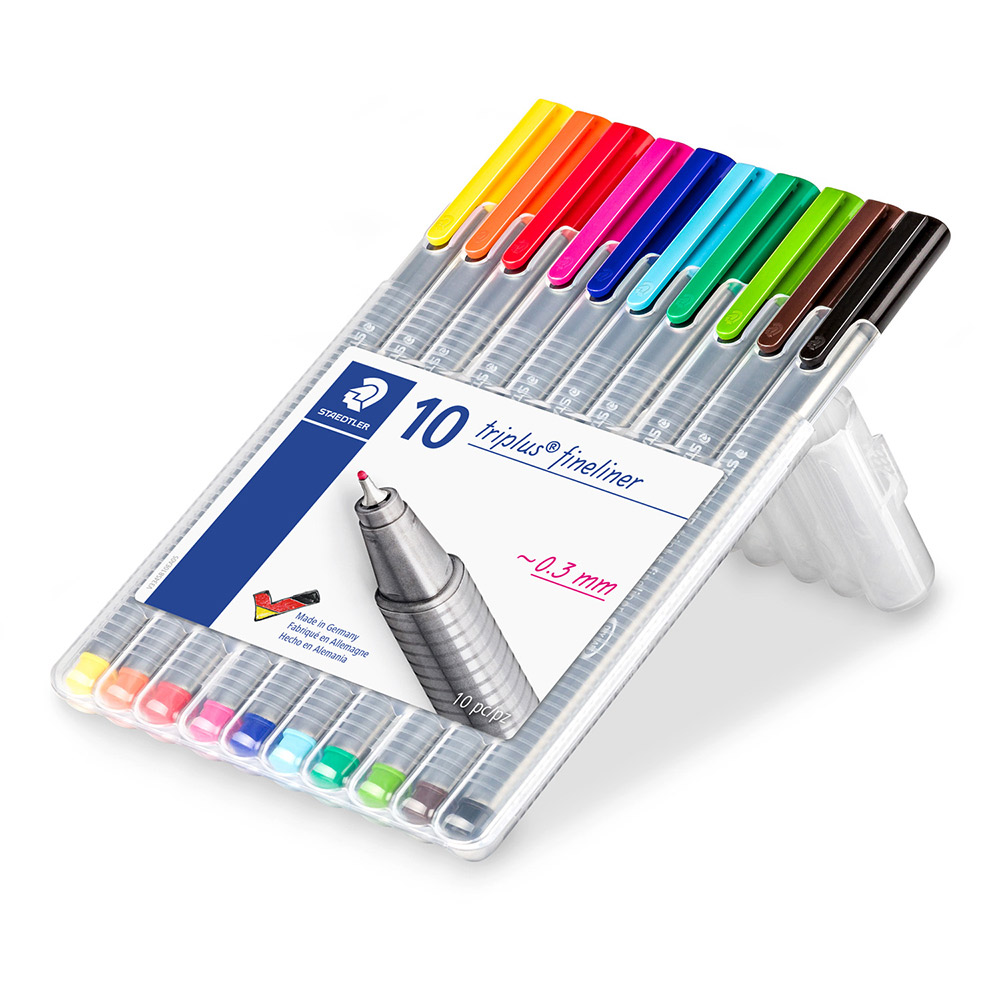 STAEDTLER
10 triplus® fineliner
~0.3 mm
Made in Germany
Fabriqué en Allemagne
Hecho en Alemania
10 pc/pz